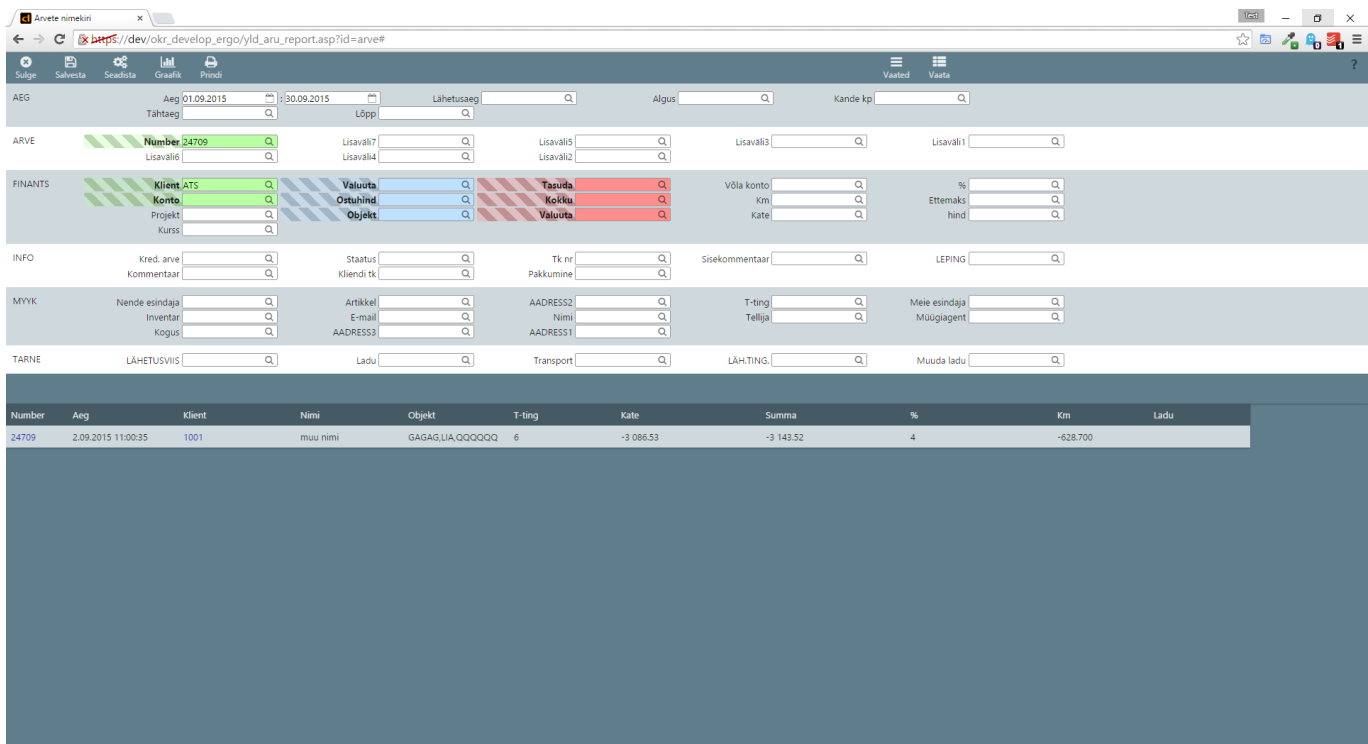 Arvete nimekiri
Test
https://dev/okr_develop_ergo/yld_aru_report.asp?id=arve#
Sulge Salvesta Seadista Graafik Prindi Vaated Vaata ?
AEG Aeg 01.09.2015 : 30.09.2015 Lähetusaeg Algus Kande kp
Tähtaeg Lõpp
ARVE Number 24709 Lisaväli7 Lisaväli5 Lisaväli3 Lisaväli1
Lisaväli6 Lisaväli4 Lisaväli2
FINANTS Klient ATS Valuuta Tasuda Võla konto %
Konto Ostuhind Kokku Km Ettemaks
Projekt Objekt Valuuta Kate hind
Kurss
INFO Kred. arve Staatus Tk nr Sisekommentaar LEPING
Kommentaar Kliendi tk Pakkumine
MYYK Nende esindaja Artikkel AADRESS2 T-ting Meie esindaja
Inventar E-mail Nimi Tellija Müügiagent
Kogus AADRESS3 AADRESS1
TARNE LÄHETUSVIIS Ladu Transport LÄH.TING. Muuda ladu
Number Aeg Klient Nimi Objekt T-ting Kate Summa % Km Ladu
24709 2.09.2015 11:00:35 1001 muu nimi GAGAG,LIA,QQQQQQ 6 -3 086.53 -3 143.52 4 -628.700